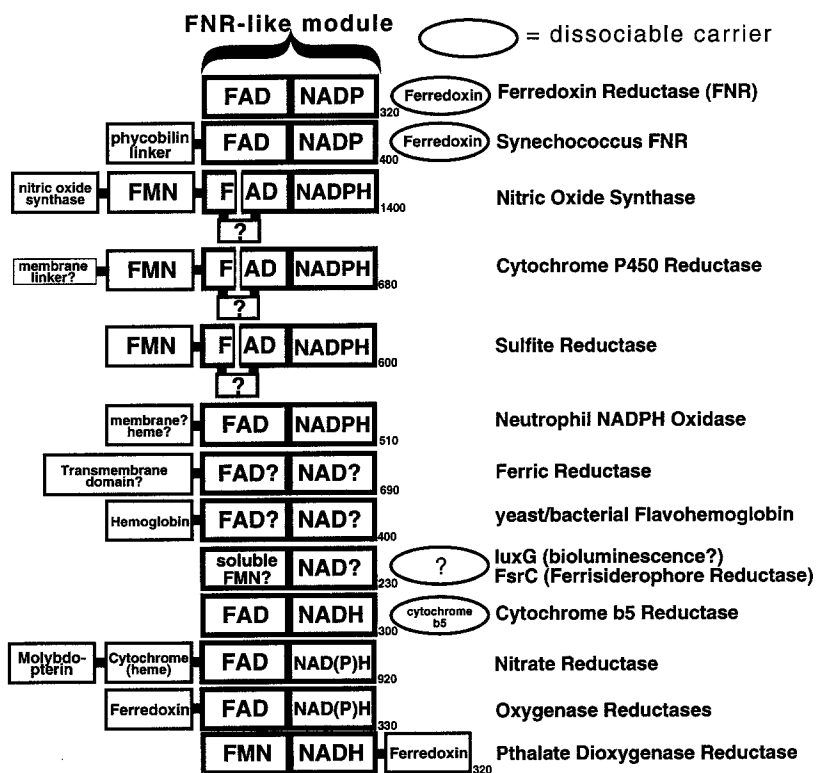 FNR-like module
= dissociable carrier
FAD NADP 320 Ferredoxin Ferredoxin Reductase (FNR)
phycobilin
linker
FAD NADP 400 Ferredoxin Synechococcus FNR
nitric oxide
synthase
FMN F AD NADPH 1400 Nitric Oxide Synthase
?
membrane
linker?
FMN F AD NADPH 680 Cytochrome P450 Reductase
?
FMN F AD NADPH 600 Sulfite Reductase
?
membrane?
heme?
FAD NADPH 510 Neutrophil NADPH Oxidase
Transmembrane
domain?
FAD? NAD? 690 Ferric Reductase
Hemoglobin FAD? NAD? 400 yeast/bacterial Flavohemoglobin
soluble
FMN?
NAD? 230 ?
luxG (bioluminescence?)
FsrC (Ferrisiderophore Reductase)
FAD NADH 300
cytochrome
b5
Cytochrome b5 Reductase
Molybdo-
pterin
Cytochrome
(heme)
FAD NAD(P)H 920 Nitrate Reductase
Ferredoxin FAD NAD(P)H 330 Oxygenase Reductases
FMN NADH Ferredoxin 320 Pthalate Dioxygenase Reductase